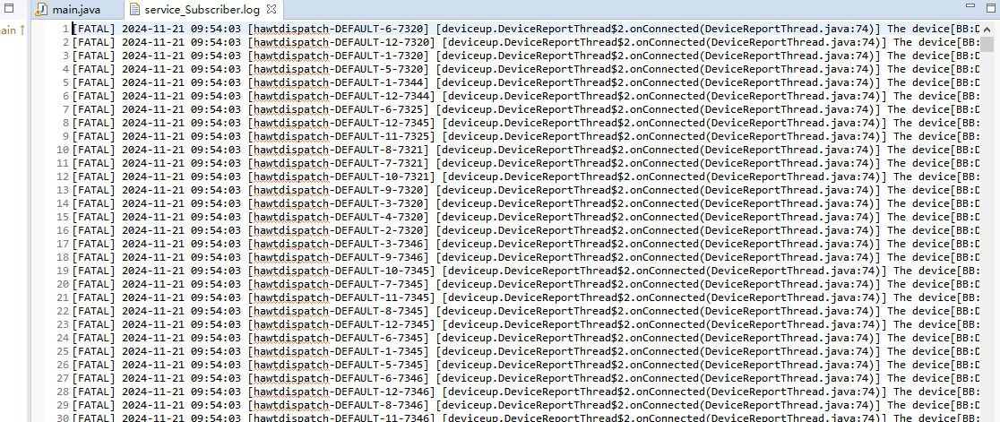 main.java service_Subscriber.log
ain
1 [FATAL] 2024-11-21 09:54:03 [hawtdispatch-DEFAULT-6-7320] [deviceup.DeviceReportThread$2.onConnected(DeviceReportThread.java:74)] The device[BB:D
2 [FATAL] 2024-11-21 09:54:03 [hawtdispatch-DEFAULT-12-7320] [deviceup.DeviceReportThread$2.onConnected(DeviceReportThread.java:74)] The device[BB:
3 [FATAL] 2024-11-21 09:54:03 [hawtdispatch-DEFAULT-1-7320] [deviceup.DeviceReportThread$2.onConnected(DeviceReportThread.java:74)] The device[BB:D
4 [FATAL] 2024-11-21 09:54:03 [hawtdispatch-DEFAULT-5-7320] [deviceup.DeviceReportThread$2.onConnected(DeviceReportThread.java:74)] The device[BB:D
5 [FATAL] 2024-11-21 09:54:03 [hawtdispatch-DEFAULT-1-7344] [deviceup.DeviceReportThread$2.onConnected(DeviceReportThread.java:74)] The device[BB:D
6 [FATAL] 2024-11-21 09:54:03 [hawtdispatch-DEFAULT-12-7344] [deviceup.DeviceReportThread$2.onConnected(DeviceReportThread.java:74)] The device[BB:
7 [FATAL] 2024-11-21 09:54:03 [hawtdispatch-DEFAULT-6-7325] [deviceup.DeviceReportThread$2.onConnected(DeviceReportThread.java:74)] The device[BB:D
8 [FATAL] 2024-11-21 09:54:03 [hawtdispatch-DEFAULT-12-7345] [deviceup.DeviceReportThread$2.onConnected(DeviceReportThread.java:74)] The device[BB:
9 [FATAL] 2024-11-21 09:54:03 [hawtdispatch-DEFAULT-11-7325] [deviceup.DeviceReportThread$2.onConnected(DeviceReportThread.java:74)] The device[BB:
10 [FATAL] 2024-11-21 09:54:03 [hawtdispatch-DEFAULT-8-7321] [deviceup.DeviceReportThread$2.onConnected(DeviceReportThread.java:74)] The device[BB:D
11 [FATAL] 2024-11-21 09:54:03 [hawtdispatch-DEFAULT-7-7321] [deviceup.DeviceReportThread$2.onConnected(DeviceReportThread.java:74)] The device[BB:D
12 [FATAL] 2024-11-21 09:54:03 [hawtdispatch-DEFAULT-10-7321] [deviceup.DeviceReportThread$2.onConnected(DeviceReportThread.java:74)] The device[BB:
13 [FATAL] 2024-11-21 09:54:03 [hawtdispatch-DEFAULT-9-7320] [deviceup.DeviceReportThread$2.onConnected(DeviceReportThread.java:74)] The device[BB:D
14 [FATAL] 2024-11-21 09:54:03 [hawtdispatch-DEFAULT-3-7320] [deviceup.DeviceReportThread$2.onConnected(DeviceReportThread.java:74)] The device[BB:D
15 [FATAL] 2024-11-21 09:54:03 [hawtdispatch-DEFAULT-4-7320] [deviceup.DeviceReportThread$2.onConnected(DeviceReportThread.java:74)] The device[BB:D
16 [FATAL] 2024-11-21 09:54:03 [hawtdispatch-DEFAULT-2-7320] [deviceup.DeviceReportThread$2.onConnected(DeviceReportThread.java:74)] The device[BB:D
17 [FATAL] 2024-11-21 09:54:03 [hawtdispatch-DEFAULT-3-7346] [deviceup.DeviceReportThread$2.onConnected(DeviceReportThread.java:74)] The device[BB:D
18 [FATAL] 2024-11-21 09:54:03 [hawtdispatch-DEFAULT-9-7346] [deviceup.DeviceReportThread$2.onConnected(DeviceReportThread.java:74)] The device[BB:D
19 [FATAL] 2024-11-21 09:54:03 [hawtdispatch-DEFAULT-10-7345] [deviceup.DeviceReportThread$2.onConnected(DeviceReportThread.java:74)] The device[BB:
20 [FATAL] 2024-11-21 09:54:03 [hawtdispatch-DEFAULT-7-7345] [deviceup.DeviceReportThread$2.onConnected(DeviceReportThread.java:74)] The device[BB:D
21 [FATAL] 2024-11-21 09:54:03 [hawtdispatch-DEFAULT-11-7345] [deviceup.DeviceReportThread$2.onConnected(DeviceReportThread.java:74)] The device[BB:
22 [FATAL] 2024-11-21 09:54:03 [hawtdispatch-DEFAULT-8-7345] [deviceup.DeviceReportThread$2.onConnected(DeviceReportThread.java:74)] The device[BB:D
23 [FATAL] 2024-11-21 09:54:03 [hawtdispatch-DEFAULT-12-7345] [deviceup.DeviceReportThread$2.onConnected(DeviceReportThread.java:74)] The device[BB:
24 [FATAL] 2024-11-21 09:54:03 [hawtdispatch-DEFAULT-6-7345] [deviceup.DeviceReportThread$2.onConnected(DeviceReportThread.java:74)] The device[BB:D
25 [FATAL] 2024-11-21 09:54:03 [hawtdispatch-DEFAULT-1-7345] [deviceup.DeviceReportThread$2.onConnected(DeviceReportThread.java:74)] The device[BB:D
26 [FATAL] 2024-11-21 09:54:03 [hawtdispatch-DEFAULT-5-7345] [deviceup.DeviceReportThread$2.onConnected(DeviceReportThread.java:74)] The device[BB:D
27 [FATAL] 2024-11-21 09:54:03 [hawtdispatch-DEFAULT-6-7346] [deviceup.DeviceReportThread$2.onConnected(DeviceReportThread.java:74)] The device[BB:D
28 [FATAL] 2024-11-21 09:54:03 [hawtdispatch-DEFAULT-12-7346] [deviceup.DeviceReportThread$2.onConnected(DeviceReportThread.java:74)] The device[BB:
29 [FATAL] 2024-11-21 09:54:03 [hawtdispatch-DEFAULT-8-7346] [deviceup.DeviceReportThread$2.onConnected(DeviceReportThread.java:74)] The device[BB:D
30 [FATAL] 2024-11-21 09:54:03 [hawtdispatch-DEFAULT-11-7346] [deviceup.DeviceReportThread$2.onConnected(DeviceReportThread.java:74)] The device[BB: